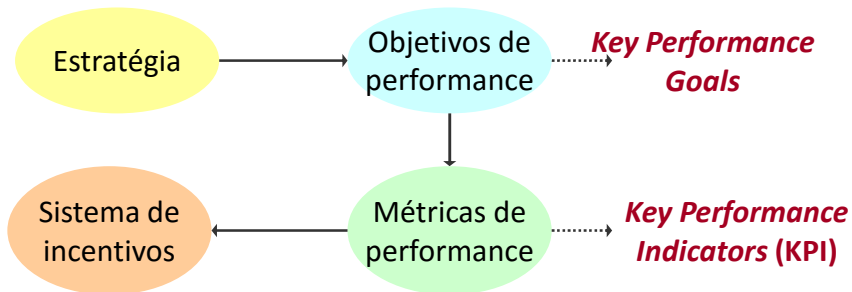 Estratégia
Objetivos de
performance
Key Performance
Goals
Sistema de
incentivos
Métricas de
performance
Key Performance
Indicators (KPI)